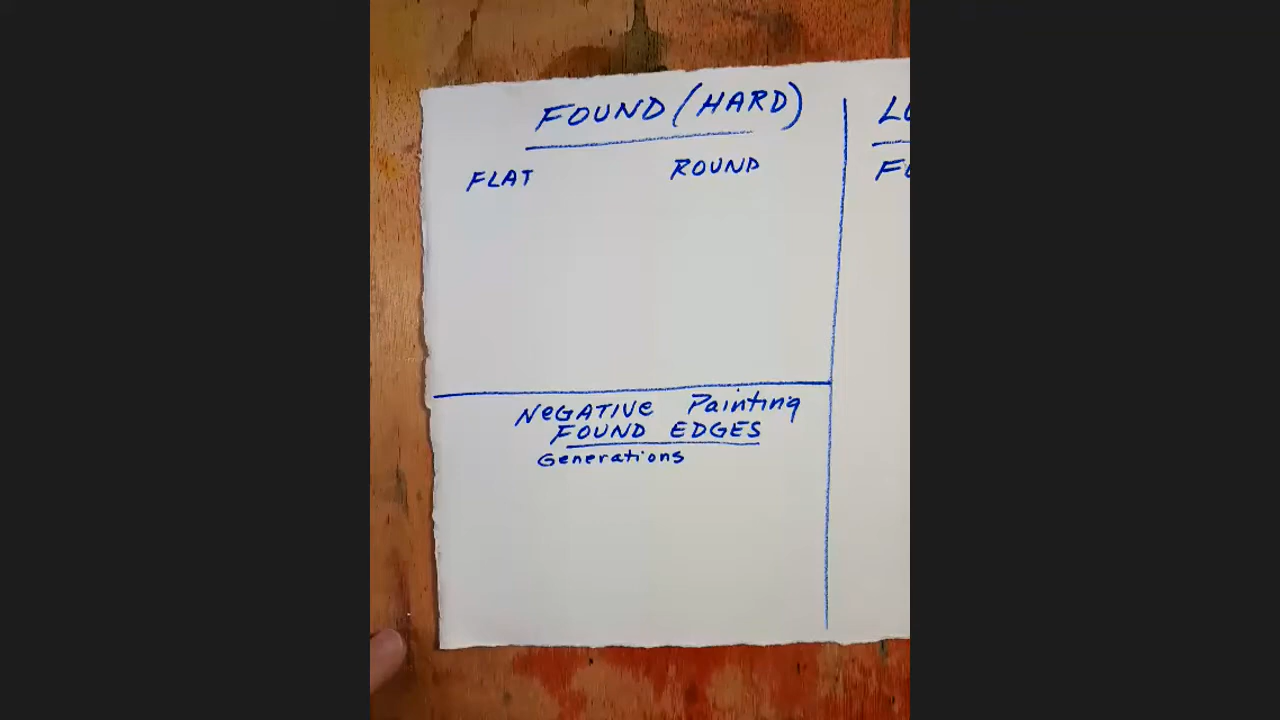 FOUND (HARD)
FLAT ROUND
NeGATIVe Painting
FOUND EDGES
Generations